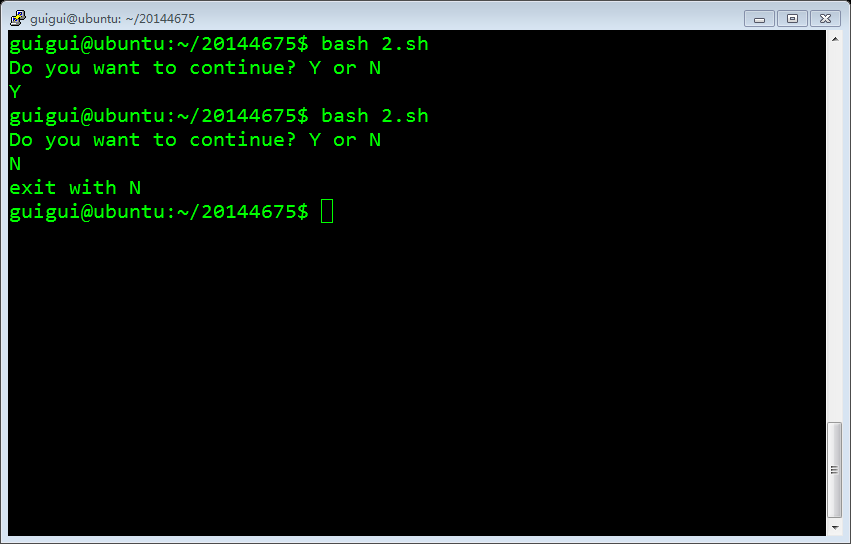 guigui@ubuntu: ~/20144675
guigui@ubuntu:~/20144675$ bash 2.sh
Do you want to continue? Y or N
Y
guigui@ubuntu:~/20144675$ bash 2.sh
Do you want to continue? Y or N
N
exit with N
guigui@ubuntu:~/20144675$